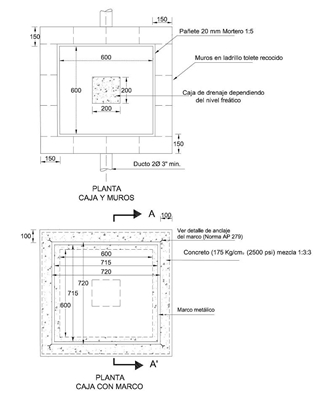 150
150
Pañete 20 mm Mortero 1:5
Muros en ladrillo tolete recocido
600
600
200
200
Caja de drenaje dependiendo
del nivel freático
150
150
Ducto 2Ø 3" min.
PLANTA
CAJA Y MUROS
A
100
100
Ver detalle de anclaje
del marco (Norma AP 279)
Concreto (175 Kg/cm. (2500 psi) mezcla 1:3:3
600
715
720
720
715
600
Marco metálico
A'
PLANTA
CAJA CON MARCO